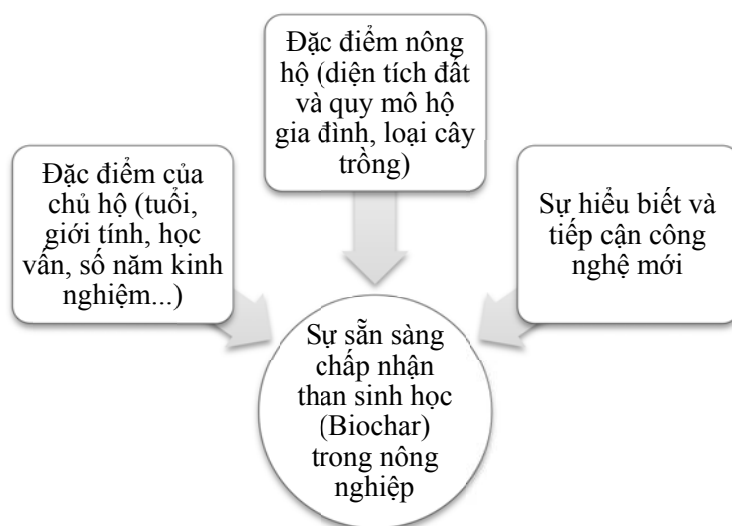 Đặc điểm nông
hộ (diện tích đất
và quy mô hộ
gia đình, loại cây
trồng)
Đặc điểm của
chủ hộ (tuổi,
giới tính, học
vấn, số năm kinh
nghiệm...)
Sự hiểu biết và
tiếp cận công
nghệ mới
Sự sẵn sàng
chấp nhận
than sinh học
(Biochar)
trong nông
nghiệp